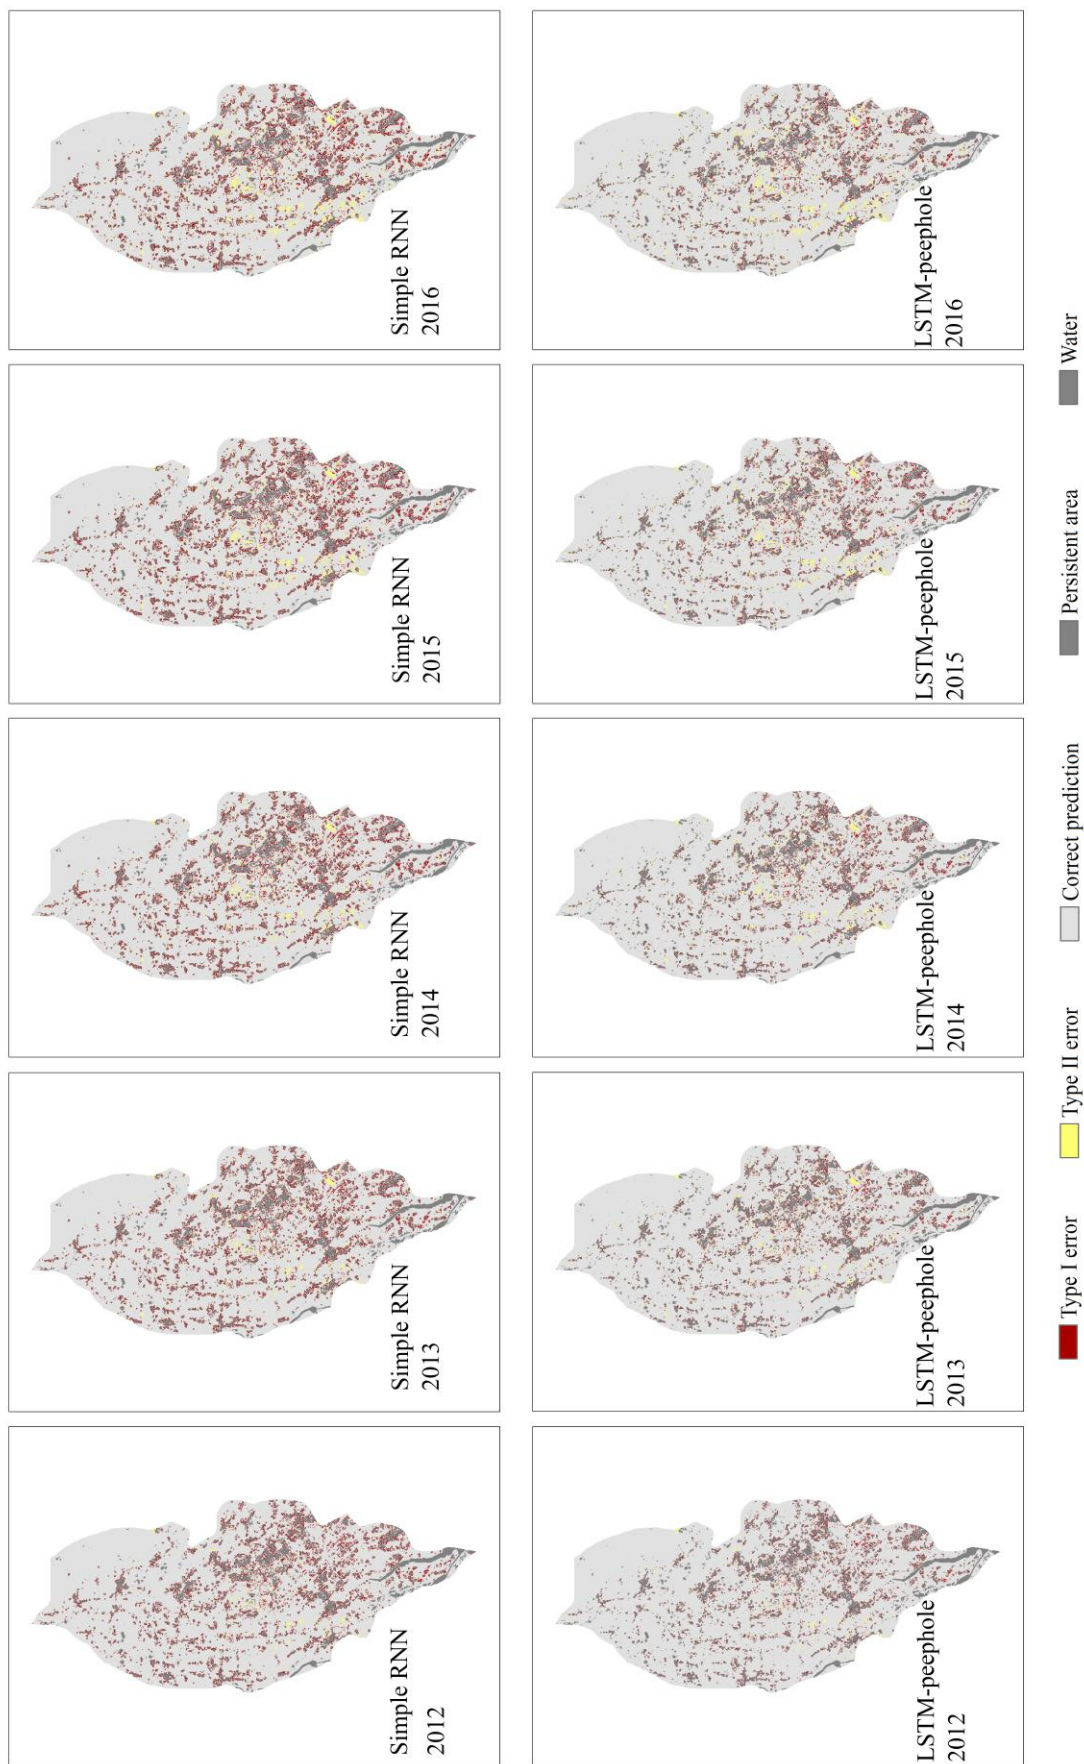 Simple RNN
2016
Simple RNN
2015
Simple RNN
2014
Simple RNN
2013
Simple RNN
2012
LSTM-peephole
2016
LSTM-peephole
2015
LSTM-peephole
2014
LSTM-peephole
2013
LSTM-peephole
2012
Type I error
Type II error
Correct prediction
Persistent area
Water